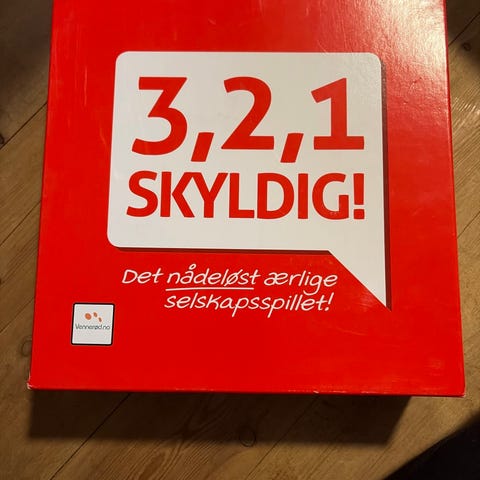 3,2,1
SKYLDIG!
Det nådeløst ærlige
selskapsspillet!
Vennerød.no